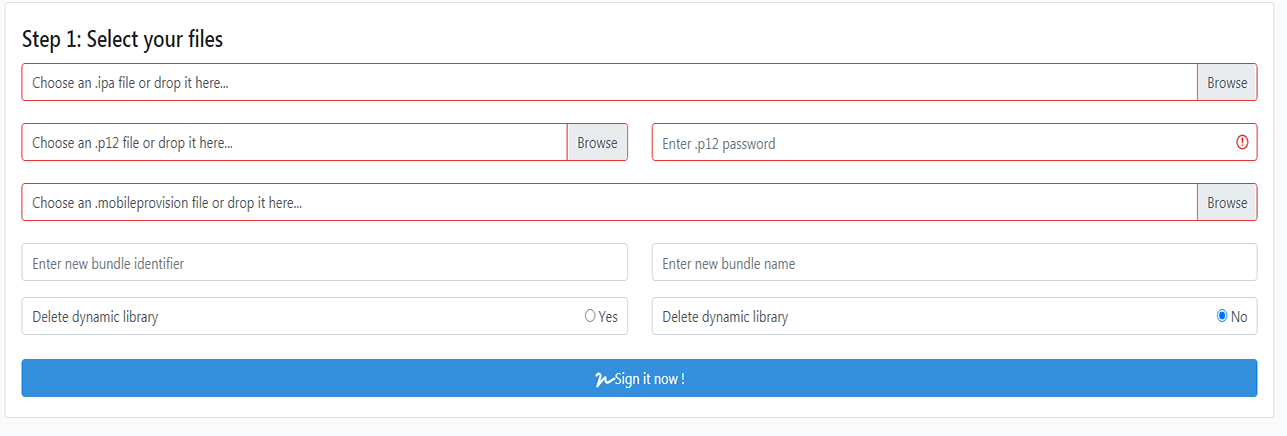 Step 1: Select your files
Choose an .ipa file or drop it here... Browse
Choose an .p12 file or drop it here... Browse Enter .p12 password
Choose an .mobileprovision file or drop it here... Browse
Enter new bundle identifier Enter new bundle name
Delete dynamic library Yes Delete dynamic library No
Sign it now !